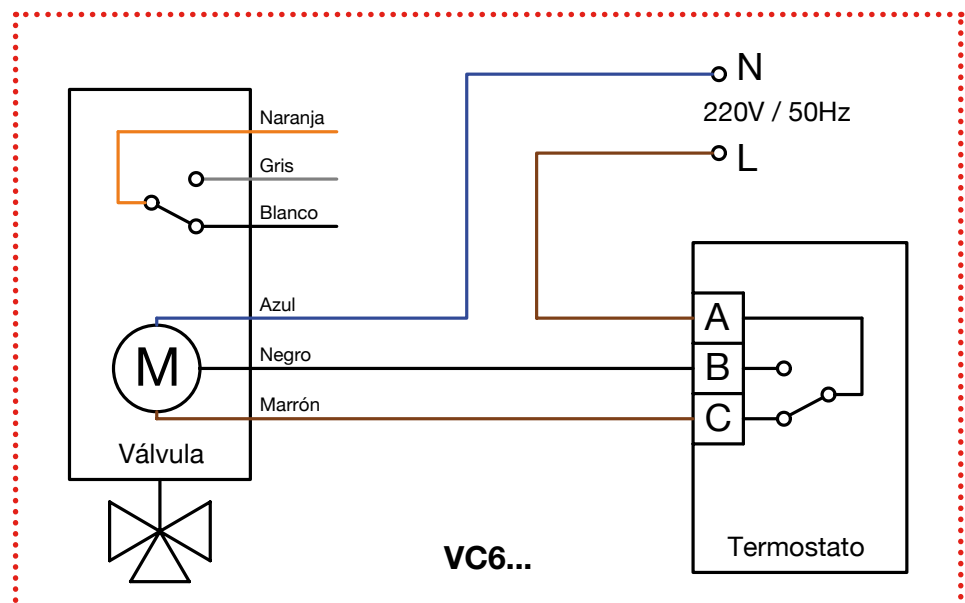 N
220V / 50Hz
L
Naranja
Gris
Blanco
Azul
Negro
Marrón
M
Válvula
A
B
C
Termostato
VC6...